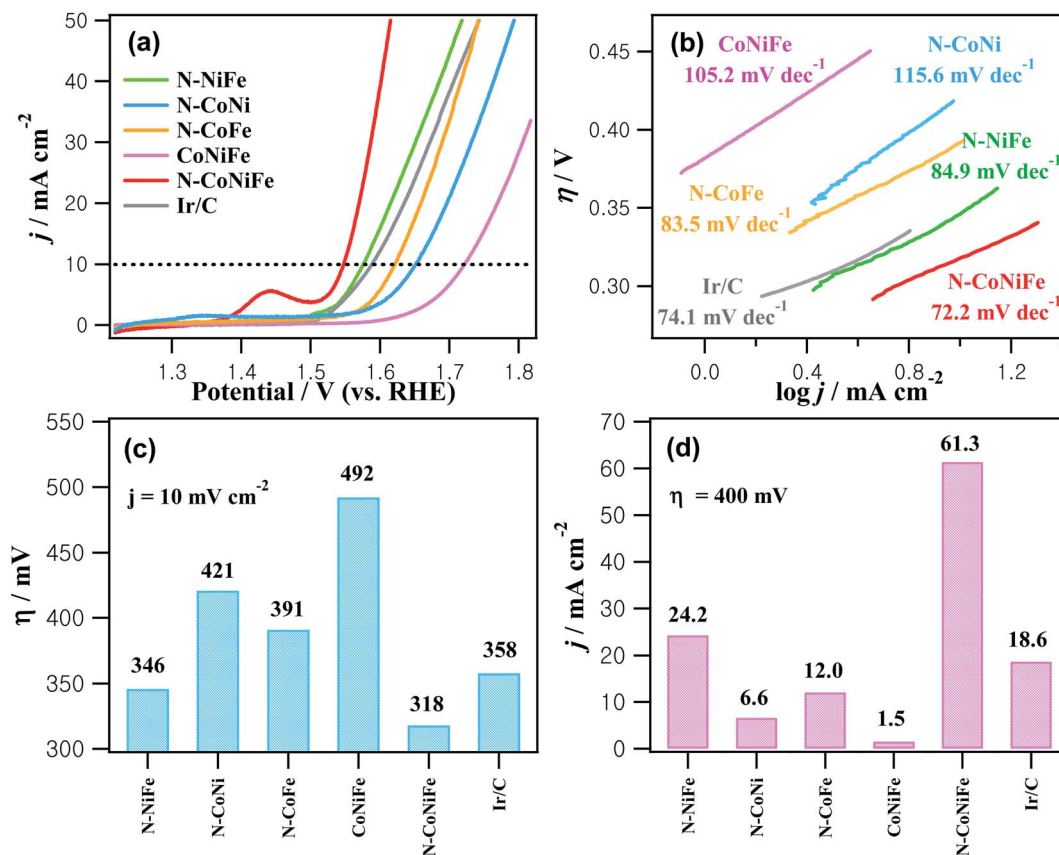 (a)
N-NiFe
N-CoNi
N-CoFe
CoNiFe
N-CoNiFe
Ir/C
50
40
30
20
10
0
j / mA cm-2
1.3 1.4 1.5 1.6 1.7 1.8
Potential / V (vs. RHE)
(b)
CoNiFe
105.2 mV dec-1
N-CoNi
115.6 mV dec-1
N-NiFe
84.9 mV dec-1
N-CoFe
83.5 mV dec-1
Ir/C
74.1 mV dec-1
N-CoNiFe
72.2 mV dec-1
0.45
0.40
0.35
0.30
η / V
0.0 0.4 0.8 1.2
log j / mA cm-2
(c)
j = 10 mV cm-2
550
500
450
400
350
300
η / mV
346
421
391
492
318
358
N-NiFe
N-CoNi
N-CoFe
CoNiFe
N-CoNiFe
Ir/C
(d)
η = 400 mV
70
60
50
40
30
20
10
0
j / mA cm-2
24.2
6.6
12.0
1.5
61.3
18.6
N-NiFe
N-CoNi
N-CoFe
CoNiFe
N-CoNiFe
Ir/C